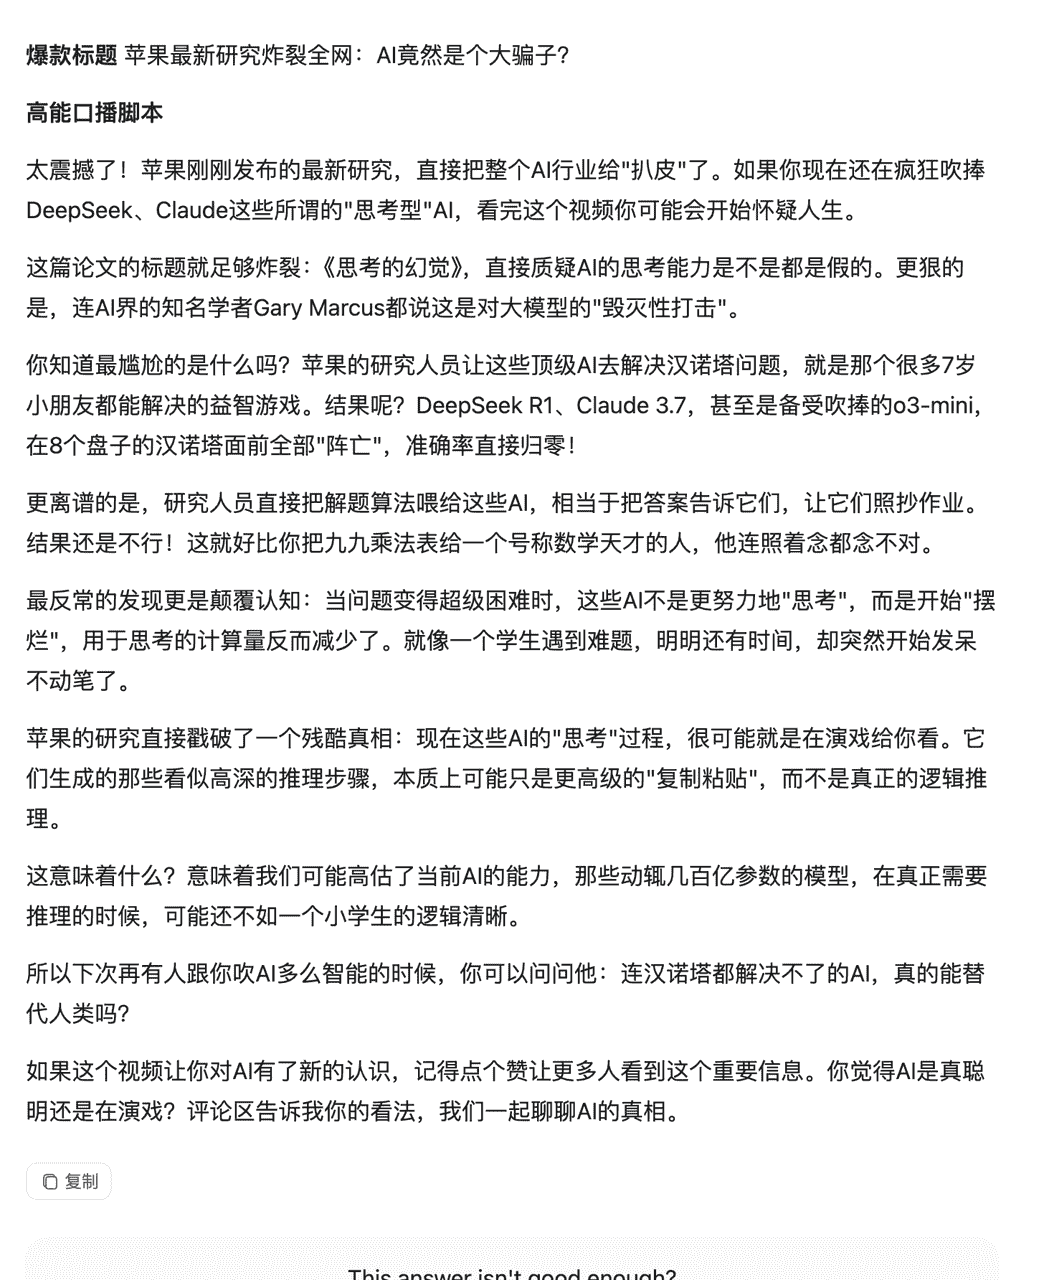 爆款标题 苹果最新研究炸裂全网：AI竟然是个大骗子？
高能口播脚本
太震撼了！苹果刚刚发布的最新研究，直接把整个AI行业给"扒皮"了。如果你现在还在疯狂吹捧
DeepSeek、Claude这些所谓的"思考型"AI，看完这个视频你可能会开始怀疑人生。
这篇论文的标题就足够炸裂：《思考的幻觉》，直接质疑AI的思考能力是不是都是假的。更狠的
是，连AI界的知名学者Gary Marcus都说这是对大模型的"毁灭性打击"。
你知道最尴尬的是什么吗？苹果的研究人员让这些顶级AI去解决汉诺塔问题，就是那个很多7岁
小朋友都能解决的益智游戏。结果呢？DeepSeek R1、Claude 3.7，甚至是备受吹捧的o3-mini，
在8个盘子的汉诺塔面前全部"阵亡"，准确率直接归零！
更离谱的是，研究人员直接把解题算法喂给这些AI，相当于把答案告诉它们，让它们照抄作业。
结果还是不行！这就好比你把九九乘法表给一个号称数学天才的人，他连照着念都念不对。
最反常的发现更是颠覆认知：当问题变得超级困难时，这些AI不是更努力地"思考"，而是开始"摆
烂"，用于思考的计算量反而减少了。就像一个学生遇到难题，明明还有时间，却突然开始发呆
不动笔了。
苹果的研究直接戳破了一个残酷真相：现在这些AI的"思考"过程，很可能就是在演戏给你看。它
们生成的那些看似高深的推理步骤，本质上可能只是更高级的"复制粘贴"，而不是真正的逻辑推
理。
这意味着什么？意味着我们可能高估了当前AI的能力，那些动辄几百亿参数的模型，在真正需要
推理的时候，可能还不如一个小学生的逻辑清晰。
所以下次再有人跟你吹AI多么智能的时候，你可以问问他：连汉诺塔都解决不了的AI，真的能替
代人类吗？
如果这个视频让你对AI有了新的认识，记得点个赞让更多人看到这个重要信息。你觉得AI是真聪
明还是在演戏？评论区告诉我你的看法，我们一起聊聊AI的真相。
复制
This answer isn't good enough?